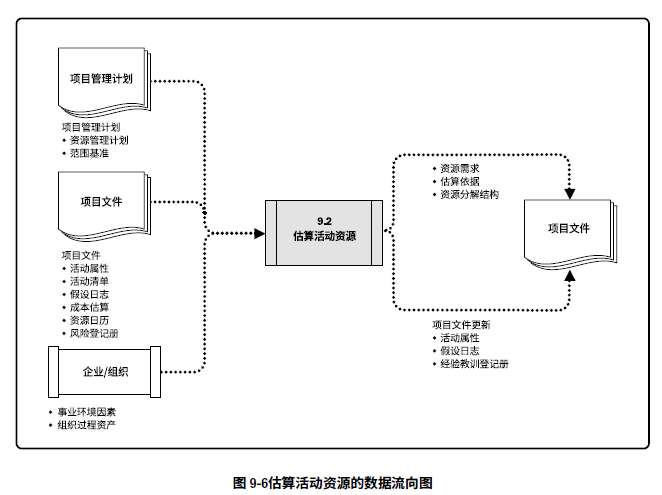 项目管理计划
项目管理计划
• 资源管理计划
• 范围基准
项目文件
项目文件
• 活动属性
• 活动清单
• 假设日志
• 成本估算
• 资源日历
• 风险登记册
企业/组织
• 事业环境因素
• 组织过程资产
9.2
估算活动资源
• 资源需求
• 估算依据
• 资源分解结构
项目文件
项目文件更新
• 活动属性
• 假设日志
• 经验教训登记册
图 9-6估算活动资源的数据流向图